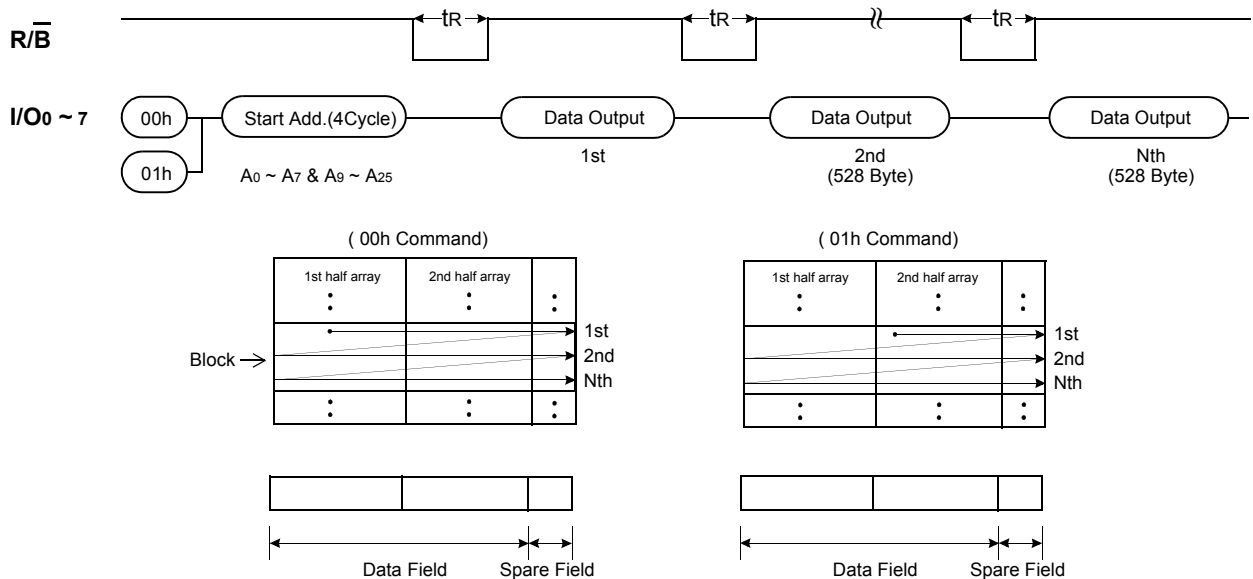 tR tR tR
R/B
I/O0 ~ 7 00h Start Add.(4Cycle) Data Output Data Output Data Output
01h
A0 ~ A7 & A9 ~ A25
1st 2nd Nth
(528 Byte) (528 Byte)
( 00h Command)
1st half array 2nd half array
1st
Block 2nd
Nth
Data Field Spare Field
( 01h Command)
1st half array 2nd half array
1st
2nd
Nth
Data Field Spare Field